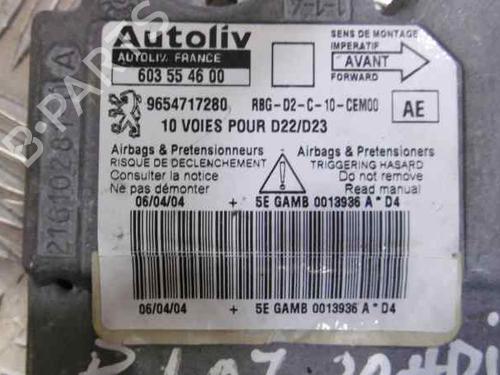 Autoliv
AUTOLIV. FRANCE
603 55 46 00
SENS DE MONTAGE
IMPERATIF
AVANT
FORWARD
9654717280 RBG-D2-C-10-CEM00
AE
10 VOIES POUR D22/D23
Airbags & Pretensionners
RISQUE DE DECLENCHEMENT
Consulter la notice
Ne pas démonter
Airbags & Pretensioners
TRIGGERING HASARD
Do not remove
Read manual
06/04/04 + 5E GAMB 0013936 A * D4
06/04/04 + 5E GAMB 0013936 A * D4